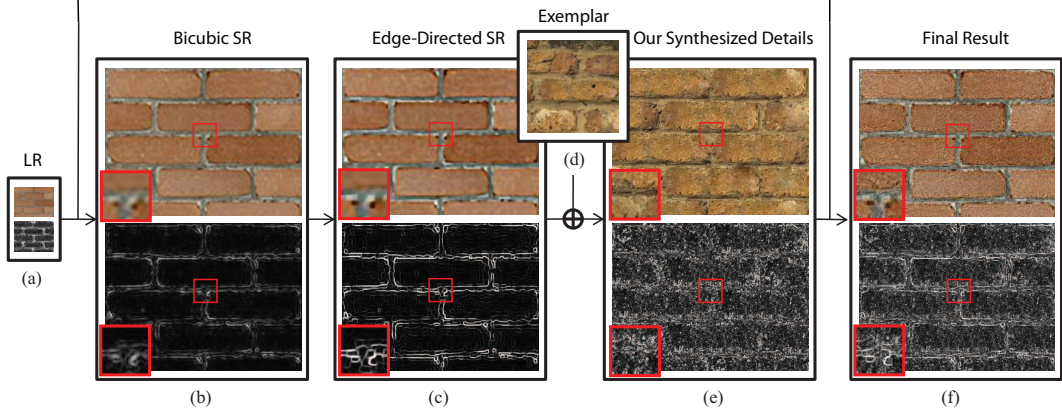 Exemplar
Bicubic SR
Edge-Directed SR
Our Synthesized Details
Final Result
LR
(d)
(a)
(b)
(c)
(e)
(f)